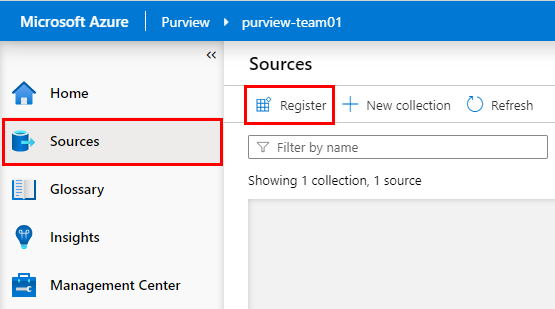 Microsoft Azure Purview purview-team01
«
Home
Sources
Glossary
Insights
Management Center
Sources
Register New collection Refresh
Filter by name
Showing 1 collection, 1 source